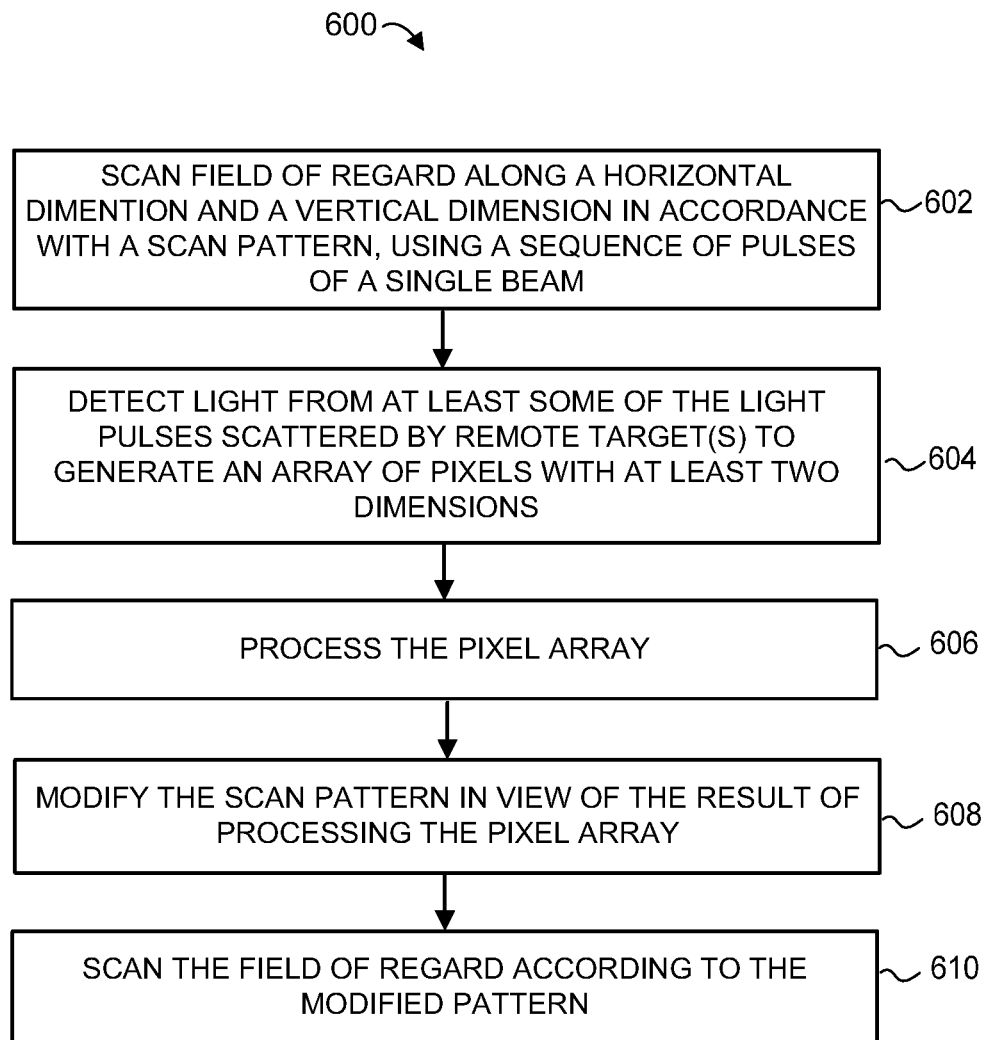 600
SCAN FIELD OF REGARD ALONG A HORIZONTAL
DIMENTION AND A VERTICAL DIMENSION IN ACCORDANCE
WITH A SCAN PATTERN, USING A SEQUENCE OF PULSES
OF A SINGLE BEAM
602
DETECT LIGHT FROM AT LEAST SOME OF THE LIGHT
PULSES SCATTERED BY REMOTE TARGET(S) TO
GENERATE AN ARRAY OF PIXELS WITH AT LEAST TWO
DIMENSIONS
604
PROCESS THE PIXEL ARRAY
606
MODIFY THE SCAN PATTERN IN VIEW OF THE RESULT OF
PROCESSING THE PIXEL ARRAY
608
SCAN THE FIELD OF REGARD ACCORDING TO THE
MODIFIED PATTERN
610